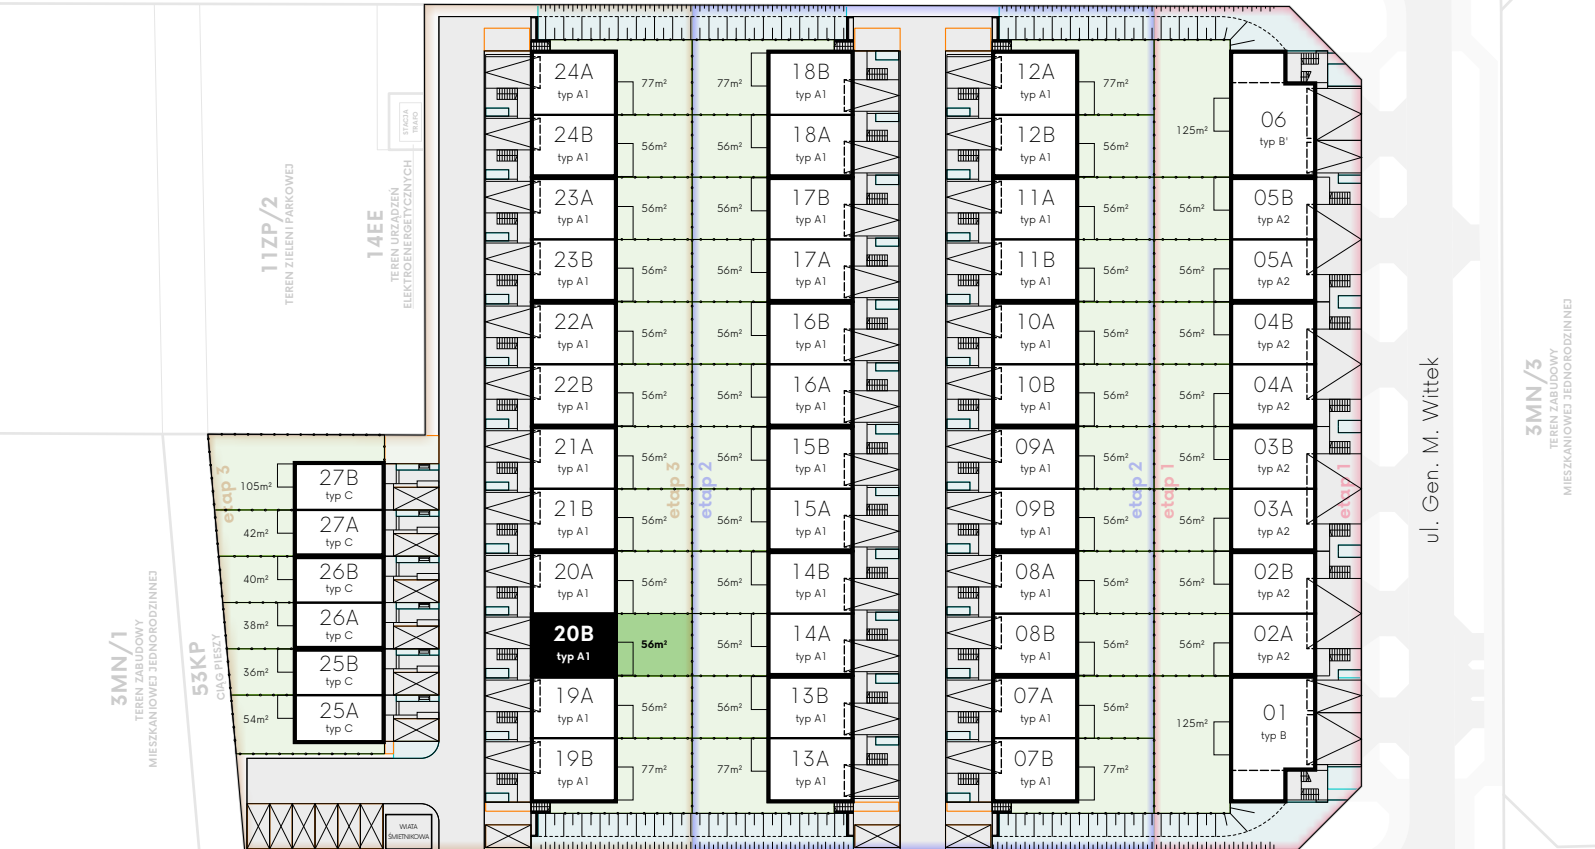 24A
typ A1
77m²
24B
typ A1
56m²
23A
typ A1
56m²
23B
typ A1
56m²
22A
typ A1
56m²
22B
typ A1
56m²
21A
typ A1
56m²
21B
typ A1
56m²
20A
typ A1
56m²
20B
typ A1
56m²
19A
typ A1
56m²
19B
typ A1
77m²
77m²
18B
typ A1
56m²
18A
typ A1
56m²
17B
typ A1
56m²
17A
typ A1
56m²
16B
typ A1
56m²
16A
typ A1
56m²
15B
typ A1
56m²
15A
typ A1
56m²
14B
typ A1
56m²
14A
typ A1
56m²
13B
typ A1
77m²
13A
typ A1
12A
typ A1
77m²
12B
typ A1
56m²
11A
typ A1
56m²
11B
typ A1
56m²
10A
typ A1
56m²
10B
typ A1
56m²
09A
typ A1
56m²
09B
typ A1
56m²
08A
typ A1
56m²
08B
typ A1
56m²
07A
typ A1
56m²
07B
typ A1
77m²
125m²
06
typ B'
56m²
05B
typ A2
56m²
05A
typ A2
56m²
04B
typ A2
56m²
04A
typ A2
56m²
03B
typ A2
56m²
03A
typ A2
56m²
02B
typ A2
56m²
02A
typ A2
125m²
01
typ B
105m²
27B
typ C
42m²
27A
typ C
40m²
26B
typ C
38m²
26A
typ C
36m²
25B
typ C
54m²
25A
typ C
etap 3
etap 3
etap 2
etap 2
etap 1
etap 1
ul. Gen. M. Wittek
11ZP/2
TEREN ZIELENI PARKOWEJ
14EE
TEREN URZĄDZEŃ
ELEKTROENERGETYCZNYCH
STACJA
TRAFO
3MN/1
TEREN ZABUDOWY
MIESZKANIOWEJ JEDNORODZINNEJ
53KP
CIĄG PIESZY
3MN/3
TEREN ZABUDOWY
MIESZKANIOWEJ JEDNORODZINNEJ
WIATA
ŚMIETNIKOWA